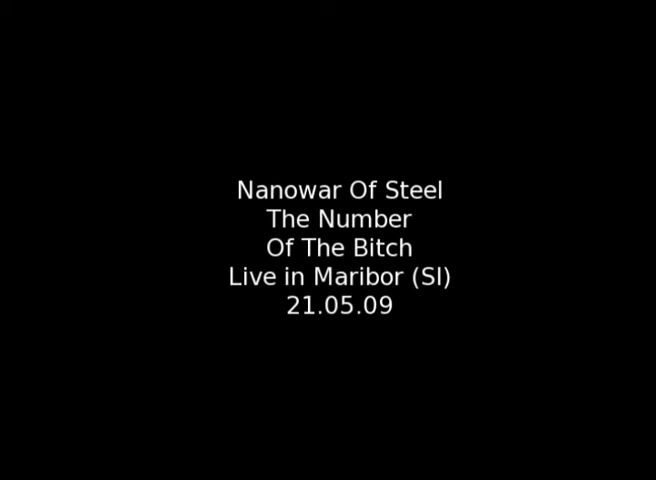 Nanowar Of Steel
The Number
Of The Bitch
Live in Maribor (SI)
21.05.09